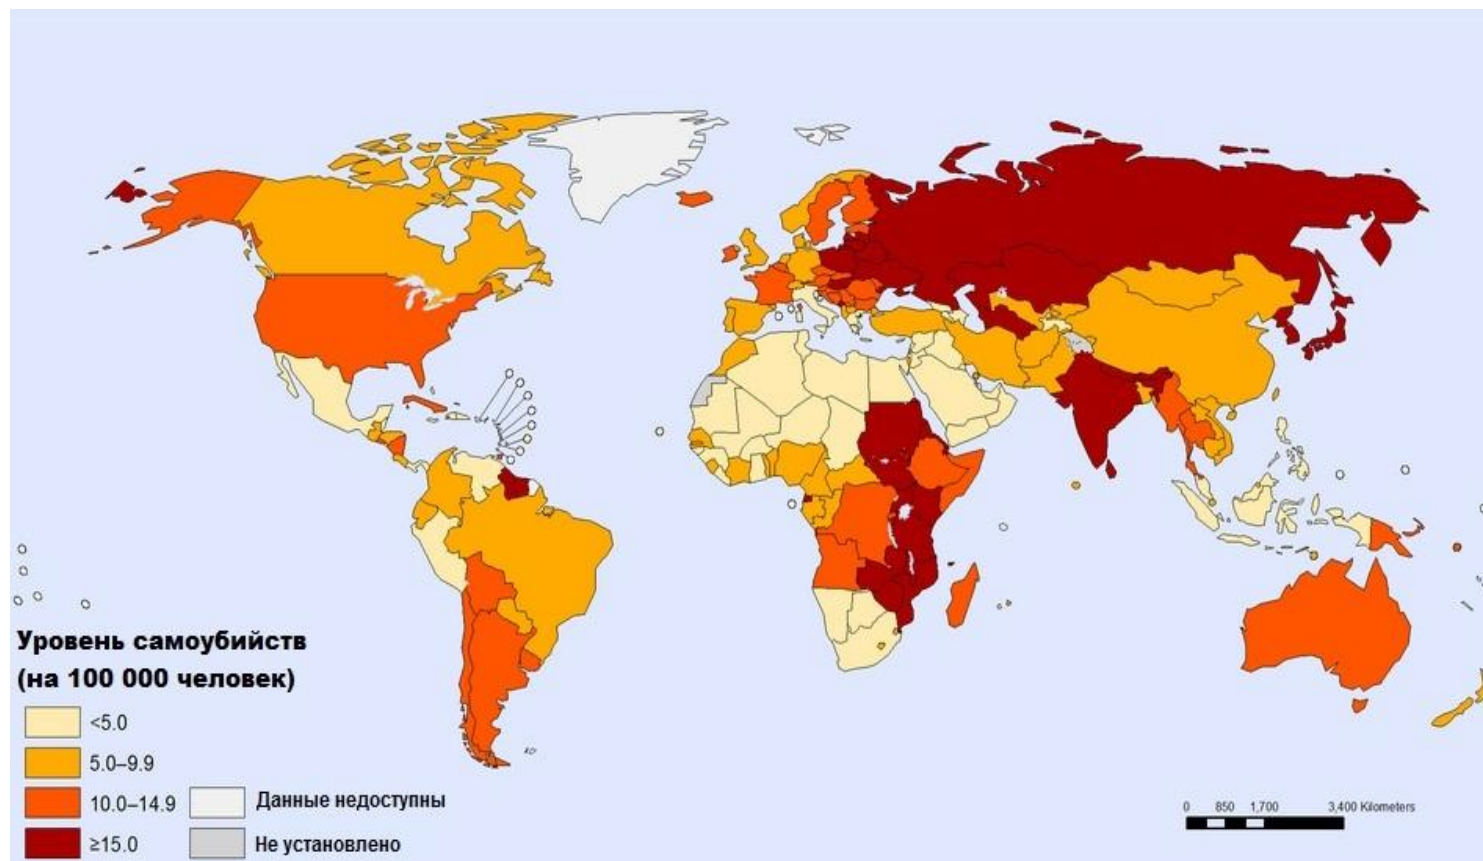 Уровень самоубийств
(на 100 000 человек)
<5.0
5.0–9.9
10.0–14.9
≥15.0
Данные недоступны
Не установлено
0 850 1,700 3,400 Kilometers